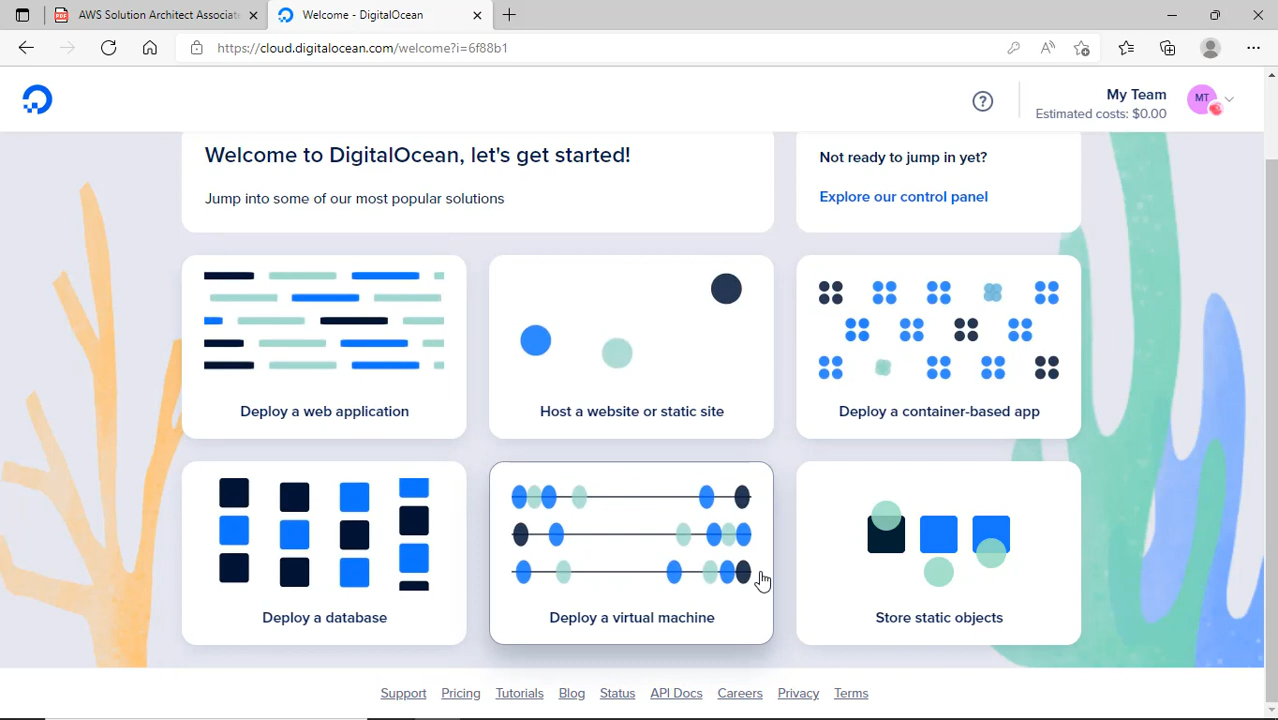 AWS Solution Architect Associate
Welcome - DigitalOcean
https://cloud.digitalocean.com/welcome?i=6f88b1
My Team
Estimated costs: $0.00
MT
Welcome to DigitalOcean, let's get started!
Jump into some of our most popular solutions
Not ready to jump in yet?
Explore our control panel
Deploy a web application
Host a website or static site
Deploy a container-based app
Deploy a database
Deploy a virtual machine
Store static objects
Support Pricing Tutorials Blog Status API Docs Careers Privacy Terms